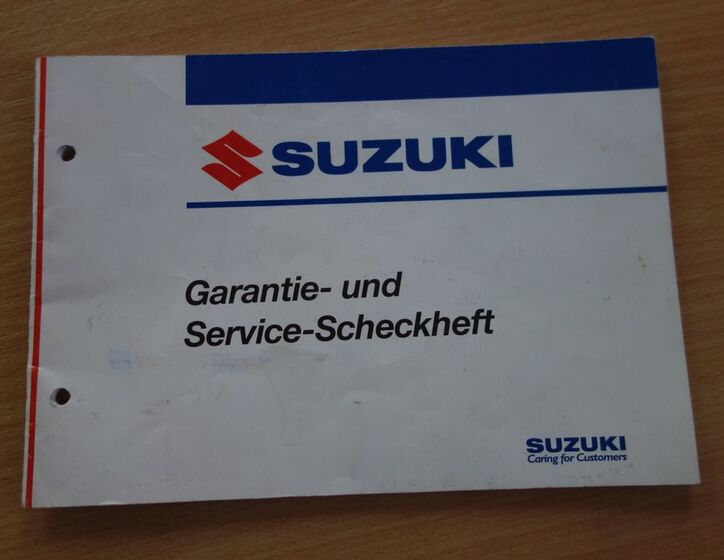 SUZUKI
Garantie- und
Service-Scheckheft
SUZUKI
Caring for Customers